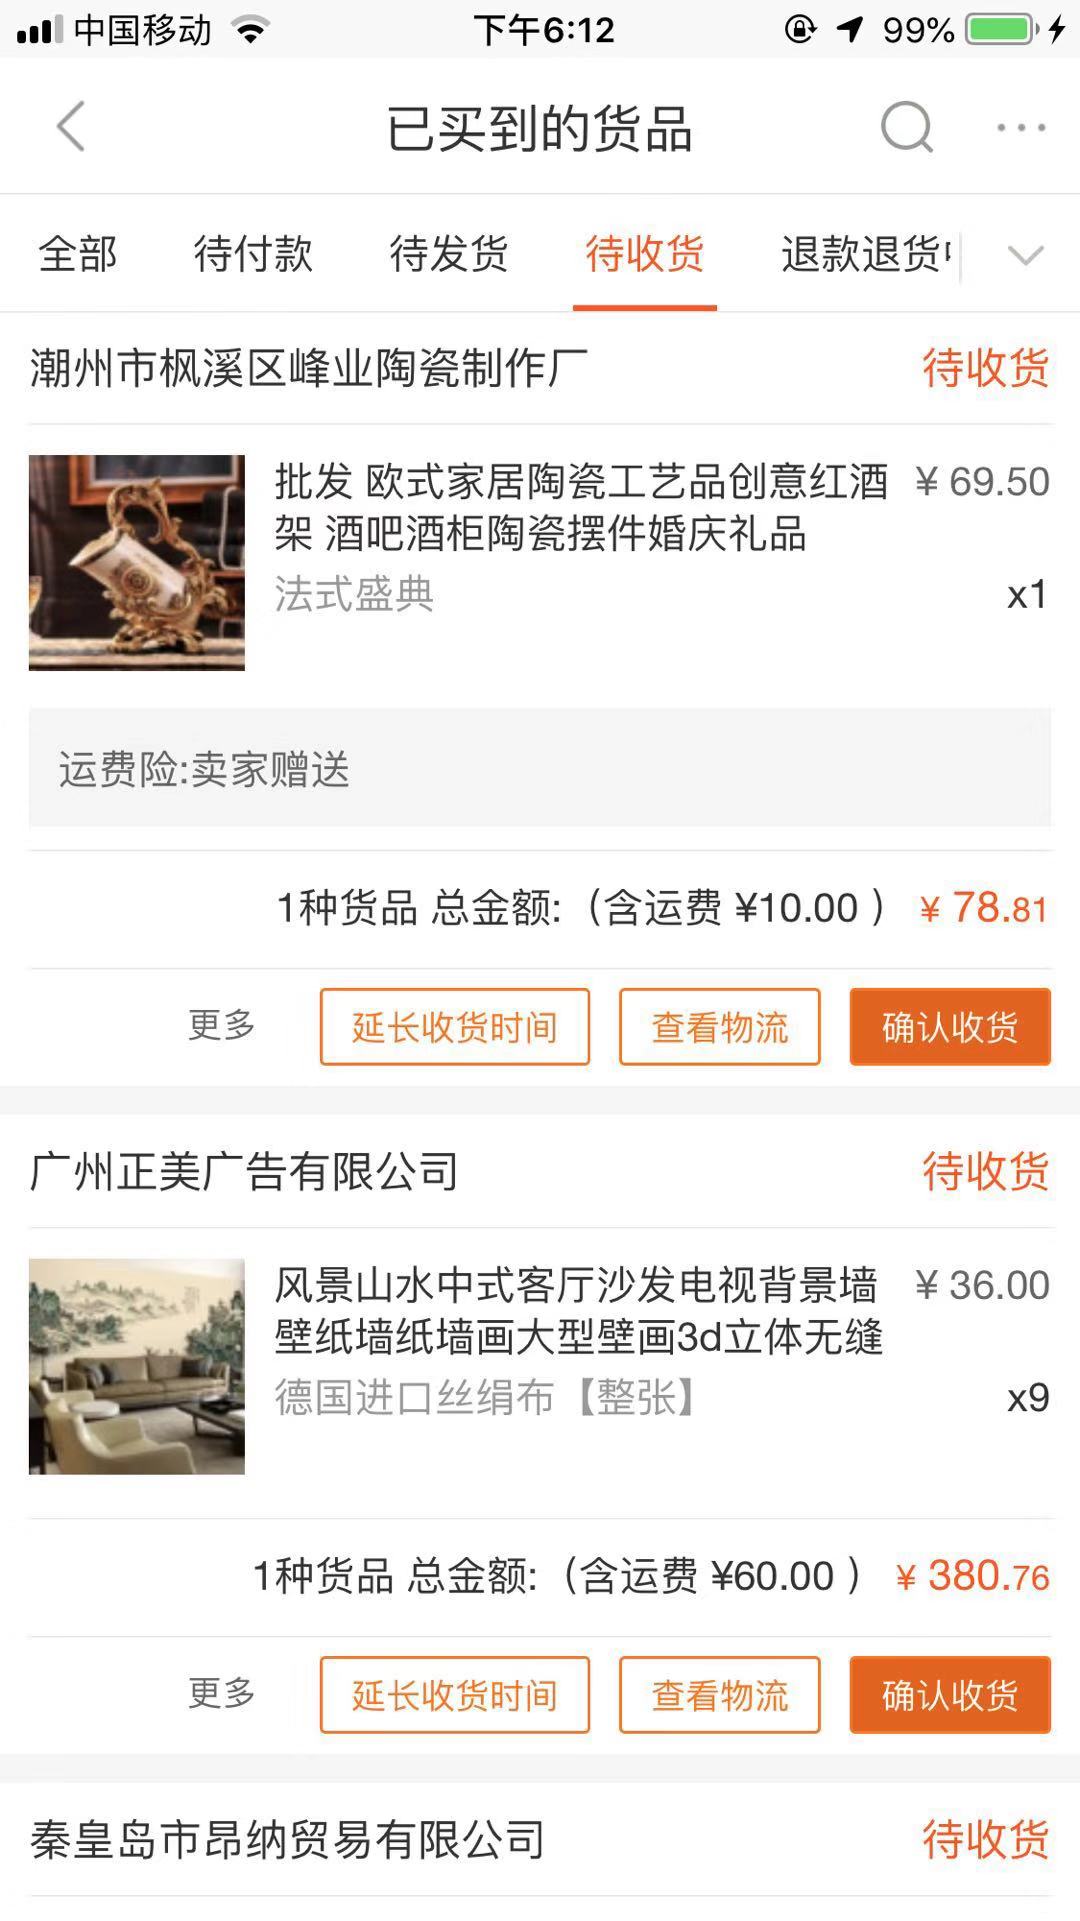 中国移动 下午6:12 99%
已买到的货品
全部 待付款 待发货 待收货 退款退货
潮州市枫溪区峰业陶瓷制作厂 待收货
批发 欧式家居陶瓷工艺品创意红酒 ¥ 69.50
架 酒吧酒柜陶瓷摆件婚庆礼品
法式盛典 x1
运费险:卖家赠送
1种货品 总金额:（含运费 ¥10.00 ） ¥ 78.81
更多 延长收货时间 查看物流 确认收货
广州正美广告有限公司 待收货
风景山水中式客厅沙发电视背景墙 ¥ 36.00
壁纸墙纸墙画大型壁画3d立体无缝
德国进口丝绢布【整张】 x9
1种货品 总金额:（含运费 ¥60.00 ） ¥ 380.76
更多 延长收货时间 查看物流 确认收货
秦皇岛市昂纳贸易有限公司 待收货